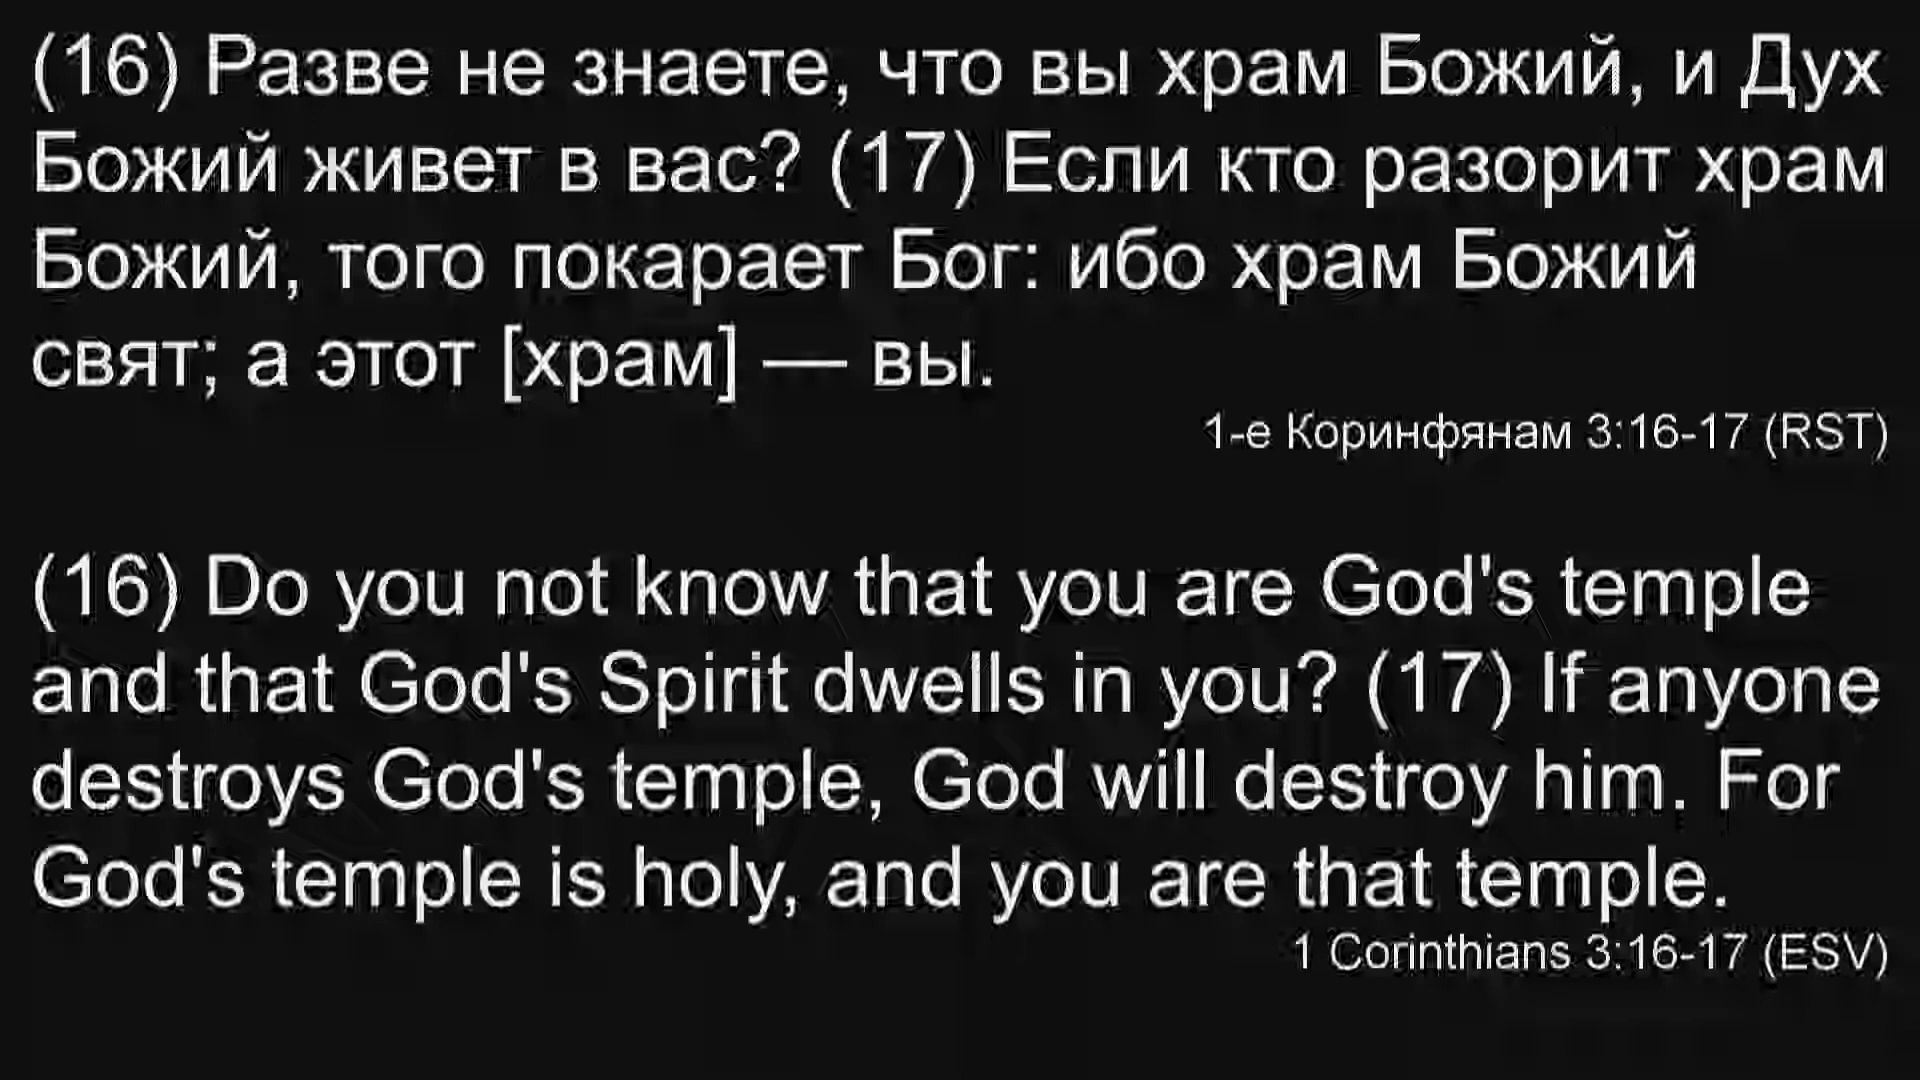 (16) Разве не знаете, что вы храм Божий, и Дух
Божий живет в вас? (17) Если кто разорит храм
Божий, того покарает Бог: ибо храм Божий
свят; а этот [храм] — вы.
1-е Коринфянам 3:16-17 (RST)
(16) Do you not know that you are God's temple
and that God's Spirit dwells in you? (17) If anyone
destroys God's temple, God will destroy him. For
God's temple is holy, and you are that temple.
1 Corinthians 3:16-17 (ESV)